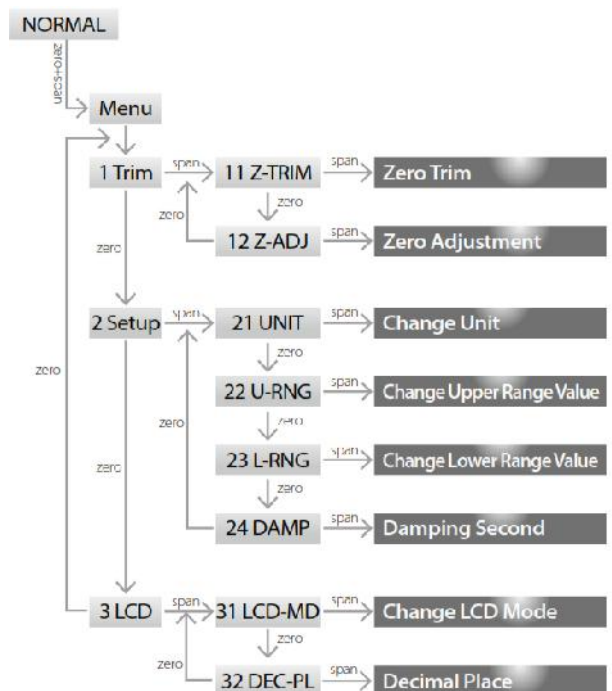 NORMAL
zero+span
Menu
1 Trim span 11 Z-TRIM span Zero Trim
zero zero
12 Z-ADJ span Zero Adjustment
zero
2 Setup span 21 UNIT span Change Unit
zero
zero
22 U-RNG span Change Upper Range Value
zero zero
zero
23 L-RNG span Change Lower Range Value
zero
24 DAMP span Damping Second
3 LCD span 31 LCD-MD span Change LCD Mode
zero
zero
32 DEC-PL span Decimal Place